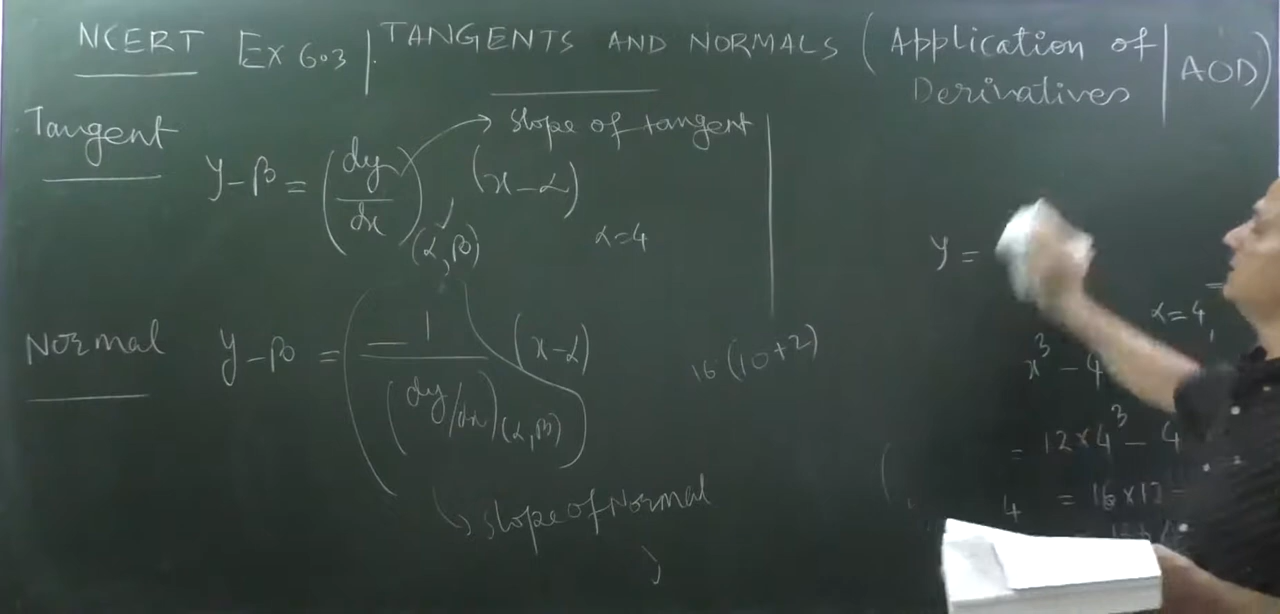 NCERT Ex 6.3 | TANGENTS AND NORMALS (Application of Derivatives | AOD)
Tangent
y-β = (dy/dx)(α,β) (x-α)
slope of tangent
α=4
Normal
y-β = (-1/(dy/dx)(α,β)) (x-α)
slope of Normal
16(10+2)
y =
α=4,
x³-4
= 12×4³-4
4 = 16×12